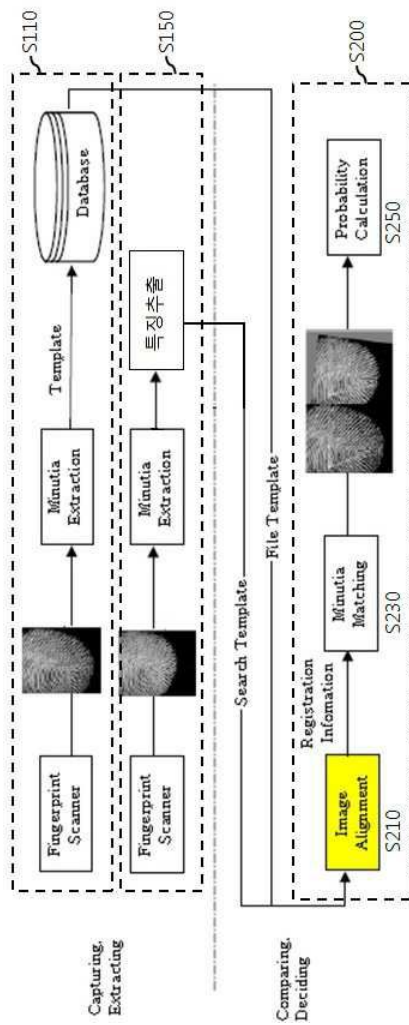 Capturing,
Extracting
S110
Fingerprint
Scanner
Minutia
Extraction
Template
Database
S150
Fingerprint
Scanner
Minutia
Extraction
특징추출
Search Template
File Template
Comparing,
Deciding
S200
Image
Alignment
S210
Registration
Infomation
Minutia
Matching
S230
Probability
Calculation
S250